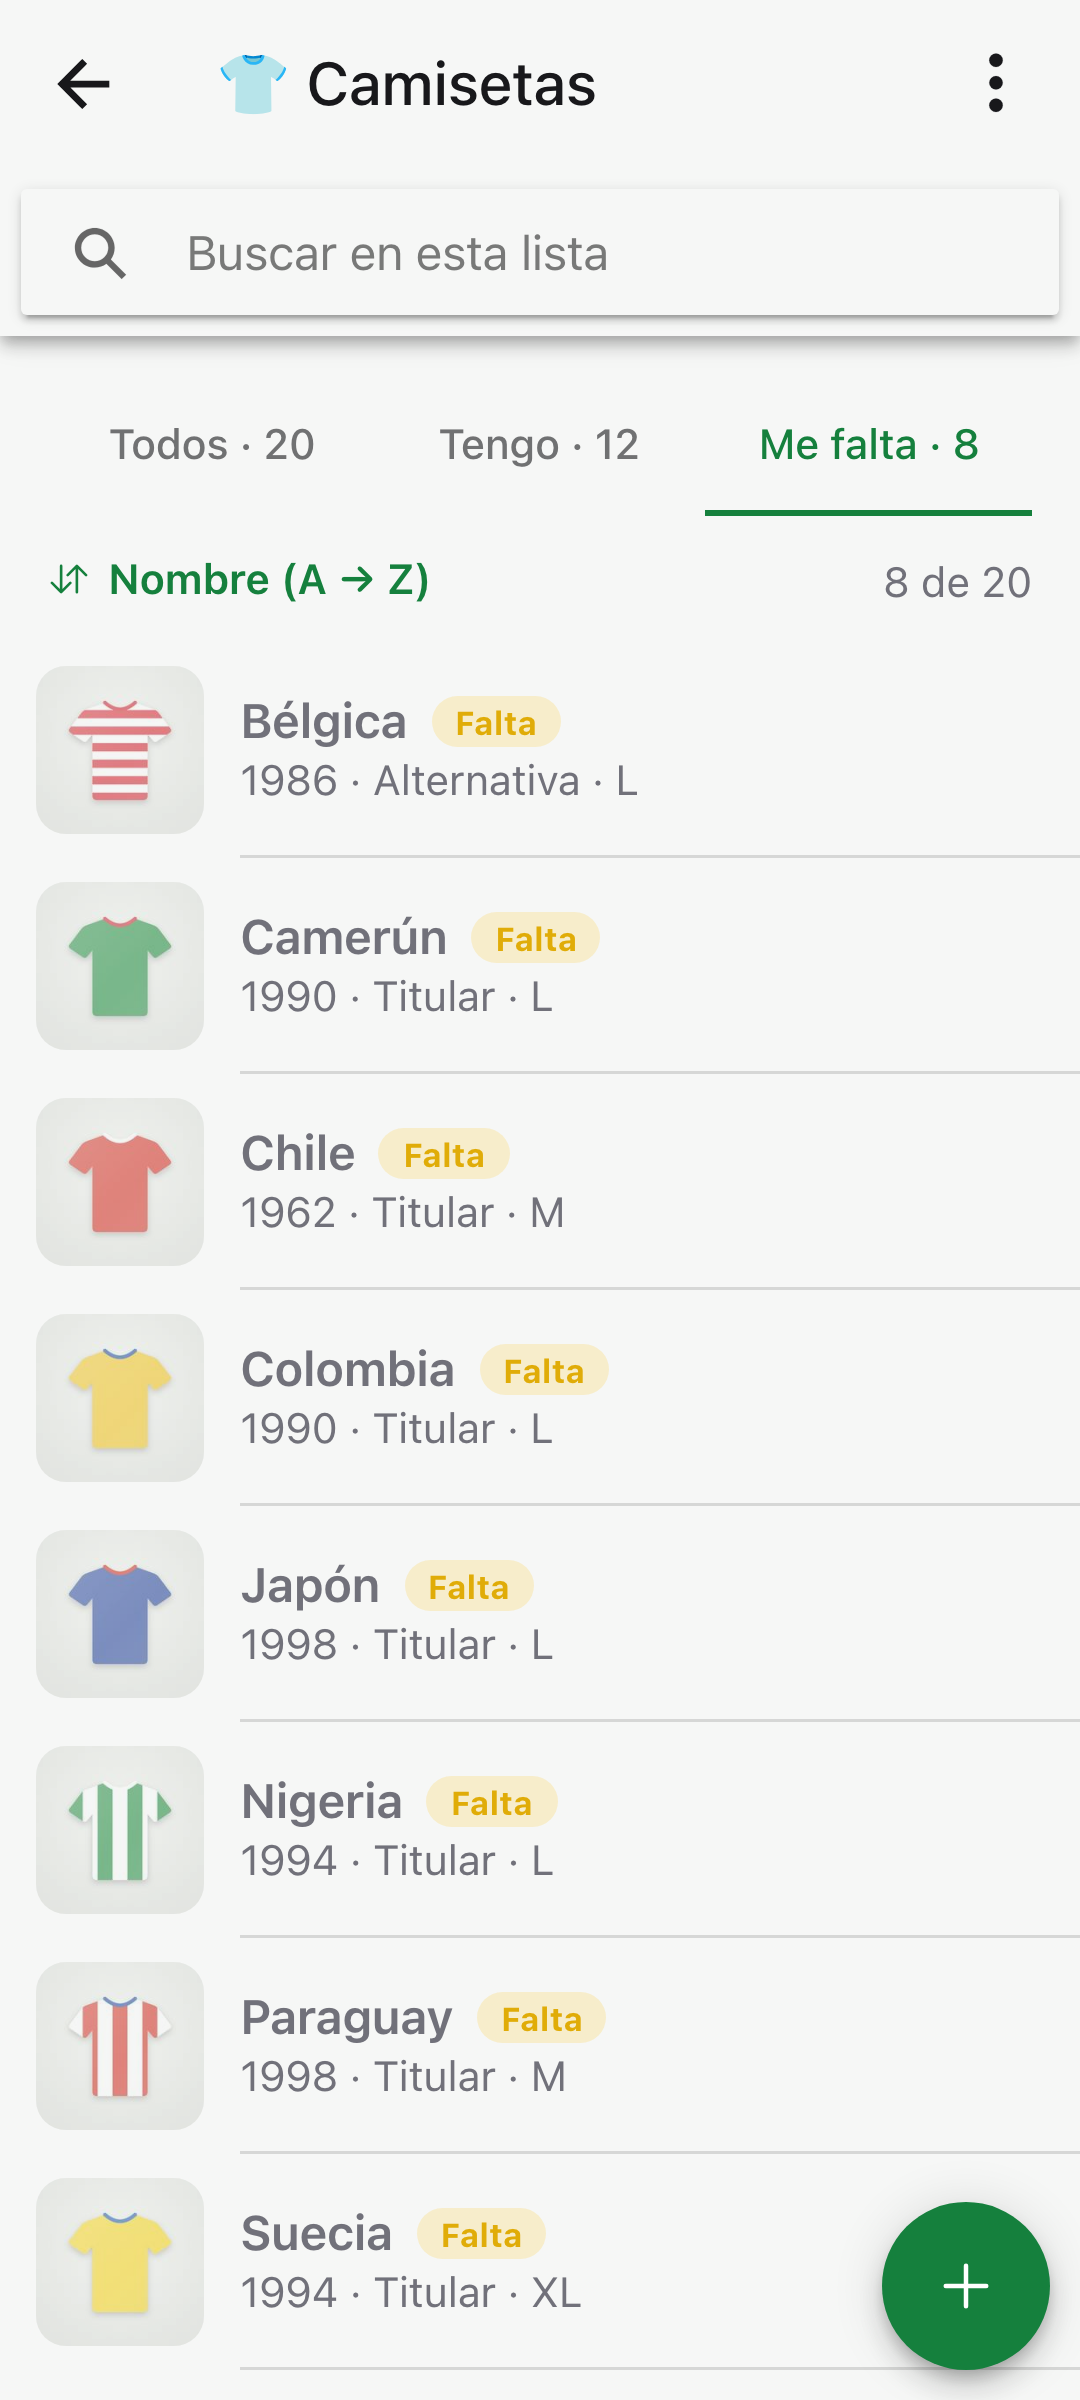 Camisetas
Buscar en esta lista
Todos · 20
Tengo · 12
Me falta · 8
Nombre (A → Z)
8 de 20
Bélgica Falta
1986 · Alternativa · L
Camerún Falta
1990 · Titular · L
Chile Falta
1962 · Titular · M
Colombia Falta
1990 · Titular · L
Japón Falta
1998 · Titular · L
Nigeria Falta
1994 · Titular · L
Paraguay Falta
1998 · Titular · M
Suecia Falta
1994 · Titular · XL